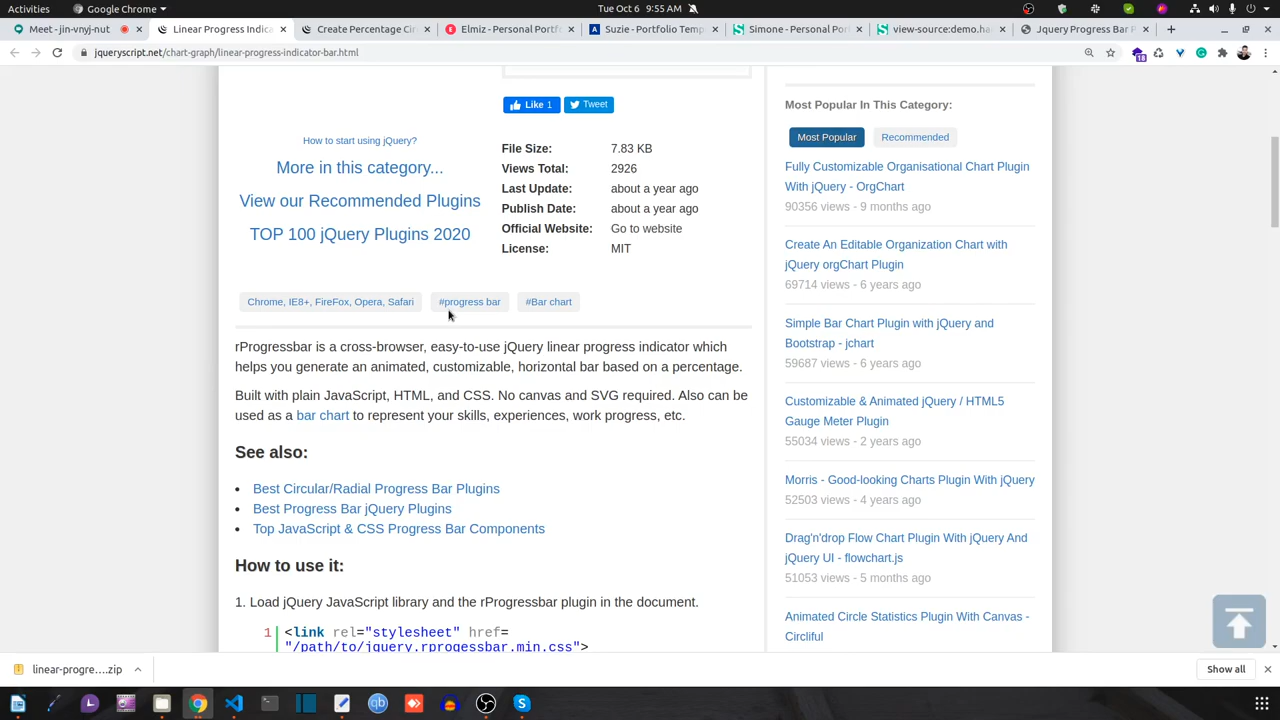 Activities
Google Chrome
Tue Oct 6 9:55 AM
Meet - jin-vnyj-nut
Linear Progress Indica
Create Percentage Circ
Elmiz - Personal Portf
Suzie - Portfolio Temp
Simone - Personal Port
view-source:demo.ha
Jquery Progress Bar P
jqueryscript.net/chart-graph/linear-progress-indicator-bar.html
18
Like 1
Tweet
How to start using jQuery?
More in this category...
View our Recommended Plugins
TOP 100 jQuery Plugins 2020
File Size: 7.83 KB
Views Total: 2926
Last Update: about a year ago
Publish Date: about a year ago
Official Website: Go to website
License: MIT
Chrome, IE8+, FireFox, Opera, Safari
#progress bar
#Bar chart
rProgressbar is a cross-browser, easy-to-use jQuery linear progress indicator which
helps you generate an animated, customizable, horizontal bar based on a percentage.
Built with plain JavaScript, HTML, and CSS. No canvas and SVG required. Also can be
used as a bar chart to represent your skills, experiences, work progress, etc.
See also:
Best Circular/Radial Progress Bar Plugins
Best Progress Bar jQuery Plugins
Top JavaScript & CSS Progress Bar Components
How to use it:
1. Load jQuery JavaScript library and the rProgressbar plugin in the document.
1 <link rel="stylesheet" href=
"/path/to/jquery.rprogessbar.min.css">
Most Popular In This Category:
Most Popular
Recommended
Fully Customizable Organisational Chart Plugin
With jQuery - OrgChart
90356 views - 9 months ago
Create An Editable Organization Chart with
jQuery orgChart Plugin
69714 views - 6 years ago
Simple Bar Chart Plugin with jQuery and
Bootstrap - jchart
59687 views - 6 years ago
Customizable & Animated jQuery / HTML5
Gauge Meter Plugin
55034 views - 2 years ago
Morris - Good-looking Charts Plugin With jQuery
52503 views - 4 years ago
Drag'n'drop Flow Chart Plugin With jQuery And
jQuery UI - flowchart.js
51053 views - 5 months ago
Animated Circle Statistics Plugin With Canvas -
Circliful
linear-progre....zip
Show all